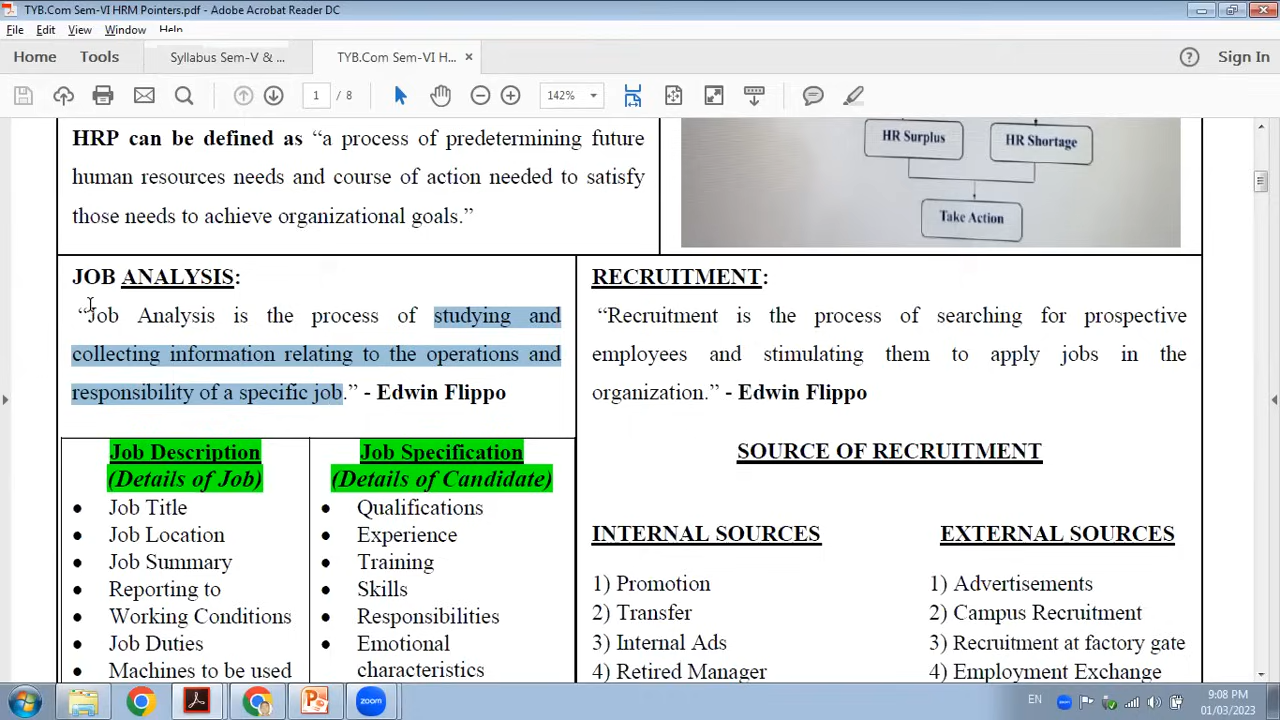 TYB.Com Sem-VI HRM Pointers.pdf - Adobe Acrobat Reader DC
File Edit View Window Help
Home Tools Syllabus Sem-V & ... TYB.Com Sem-VI H... × Sign In
1 / 8 142%
HRP can be defined as “a process of predetermining future
human resources needs and course of action needed to satisfy
those needs to achieve organizational goals.”
HR Surplus HR Shortage
Take Action
JOB ANALYSIS:
“Job Analysis is the process of studying and
collecting information relating to the operations and
responsibility of a specific job.” - Edwin Flippo
Job Description
(Details of Job)
• Job Title
• Job Location
• Job Summary
• Reporting to
• Working Conditions
• Job Duties
• Machines to be used
Job Specification
(Details of Candidate)
• Qualifications
• Experience
• Training
• Skills
• Responsibilities
• Emotional
characteristics
RECRUITMENT:
“Recruitment is the process of searching for prospective
employees and stimulating them to apply jobs in the
organization.” - Edwin Flippo
SOURCE OF RECRUITMENT
INTERNAL SOURCES
1) Promotion
2) Transfer
3) Internal Ads
4) Retired Manager
EXTERNAL SOURCES
1) Advertisements
2) Campus Recruitment
3) Recruitment at factory gate
4) Employment Exchange
zoom
EN
9:08 PM
01/03/2023